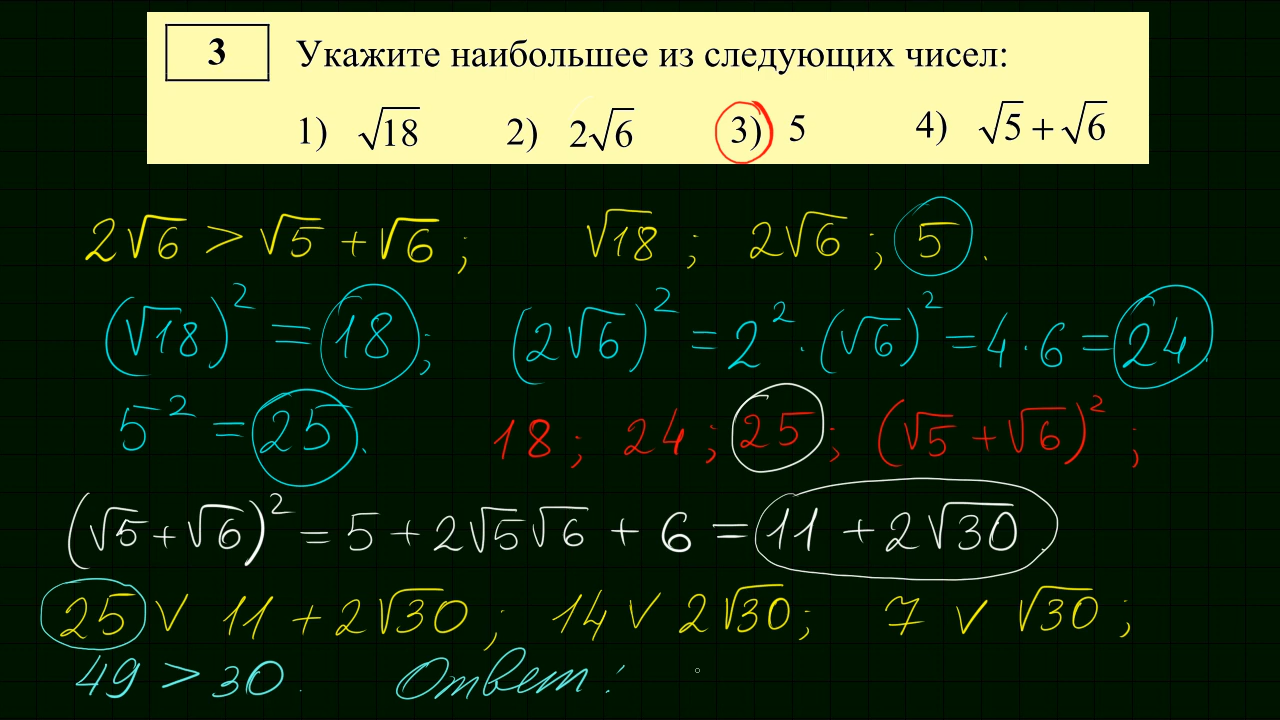 3 Укажите наибольшее из следующих чисел:
1) √18 2) 2√6 3) 5 4) √5 + √6
2√6 > √5 + √6 ; √18 ; 2√6 ; 5 .
(√18)² = 18 ; (2√6)² = 2² · (√6)² = 4 · 6 = 24 .
5² = 25 . 18 ; 24 ; 25 ; (√5 + √6)² ;
(√5 + √6)² = 5 + 2√5√6 + 6 = 11 + 2√30 .
25 ∨ 11 + 2√30 ; 14 ∨ 2√30 ; 7 ∨ √30 ;
49 > 30 . Ответ :